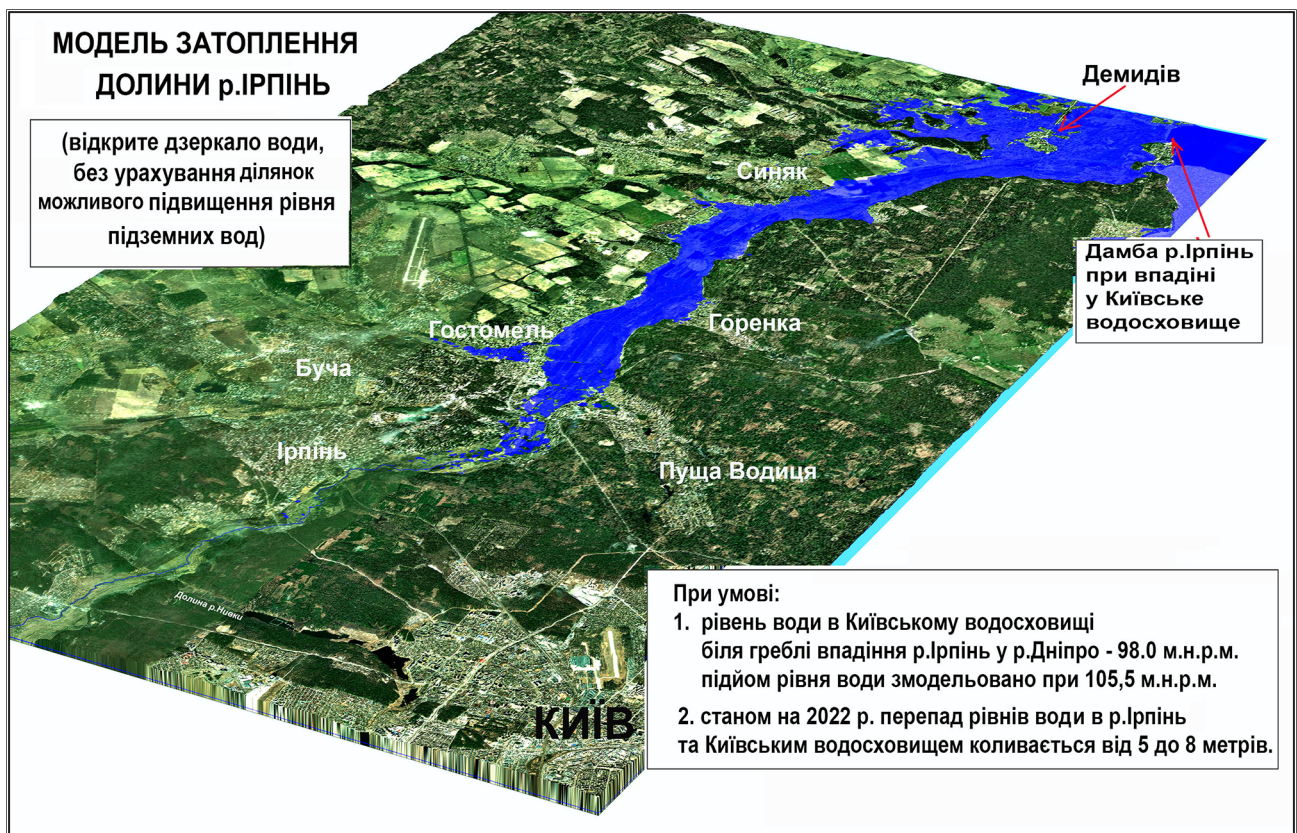 МОДЕЛЬ ЗАТОПЛЕННЯ
ДОЛИНИ р.ІРПІНЬ
(відкрите дзеркало води,
без урахування ділянок
можливого підвищення рівня
підземних вод)
Демидів
Синяк
Дамба р.Ірпінь
при впадіні
у Київське
водосховище
Гостомель
Горенка
Буча
Ірпінь
Пуща Водиця
Долина р.Нивки
КИЇВ
При умові:
1. рівень води в Київському водосховищі
біля греблі впадіння р.Ірпінь у р.Дніпро - 98.0 м.н.р.м.
підйом рівня води змодельовано при 105,5 м.н.р.м.
2. станом на 2022 р. перепад рівнів води в р.Ірпінь
та Київським водосховищем коливається від 5 до 8 метрів.